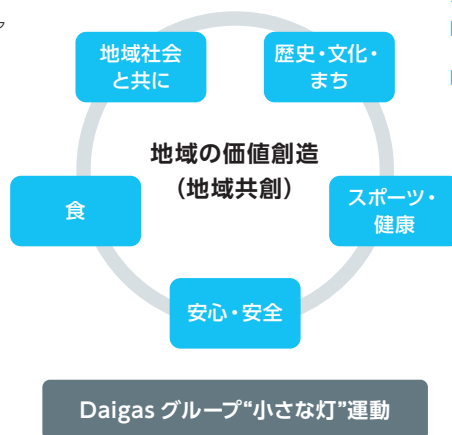 地域社会
と共に
歴史・文化・
まち
地域の価値創造
（地域共創）
食
スポーツ・
健康
安心・安全
Daigas グループ“小さな灯”運動